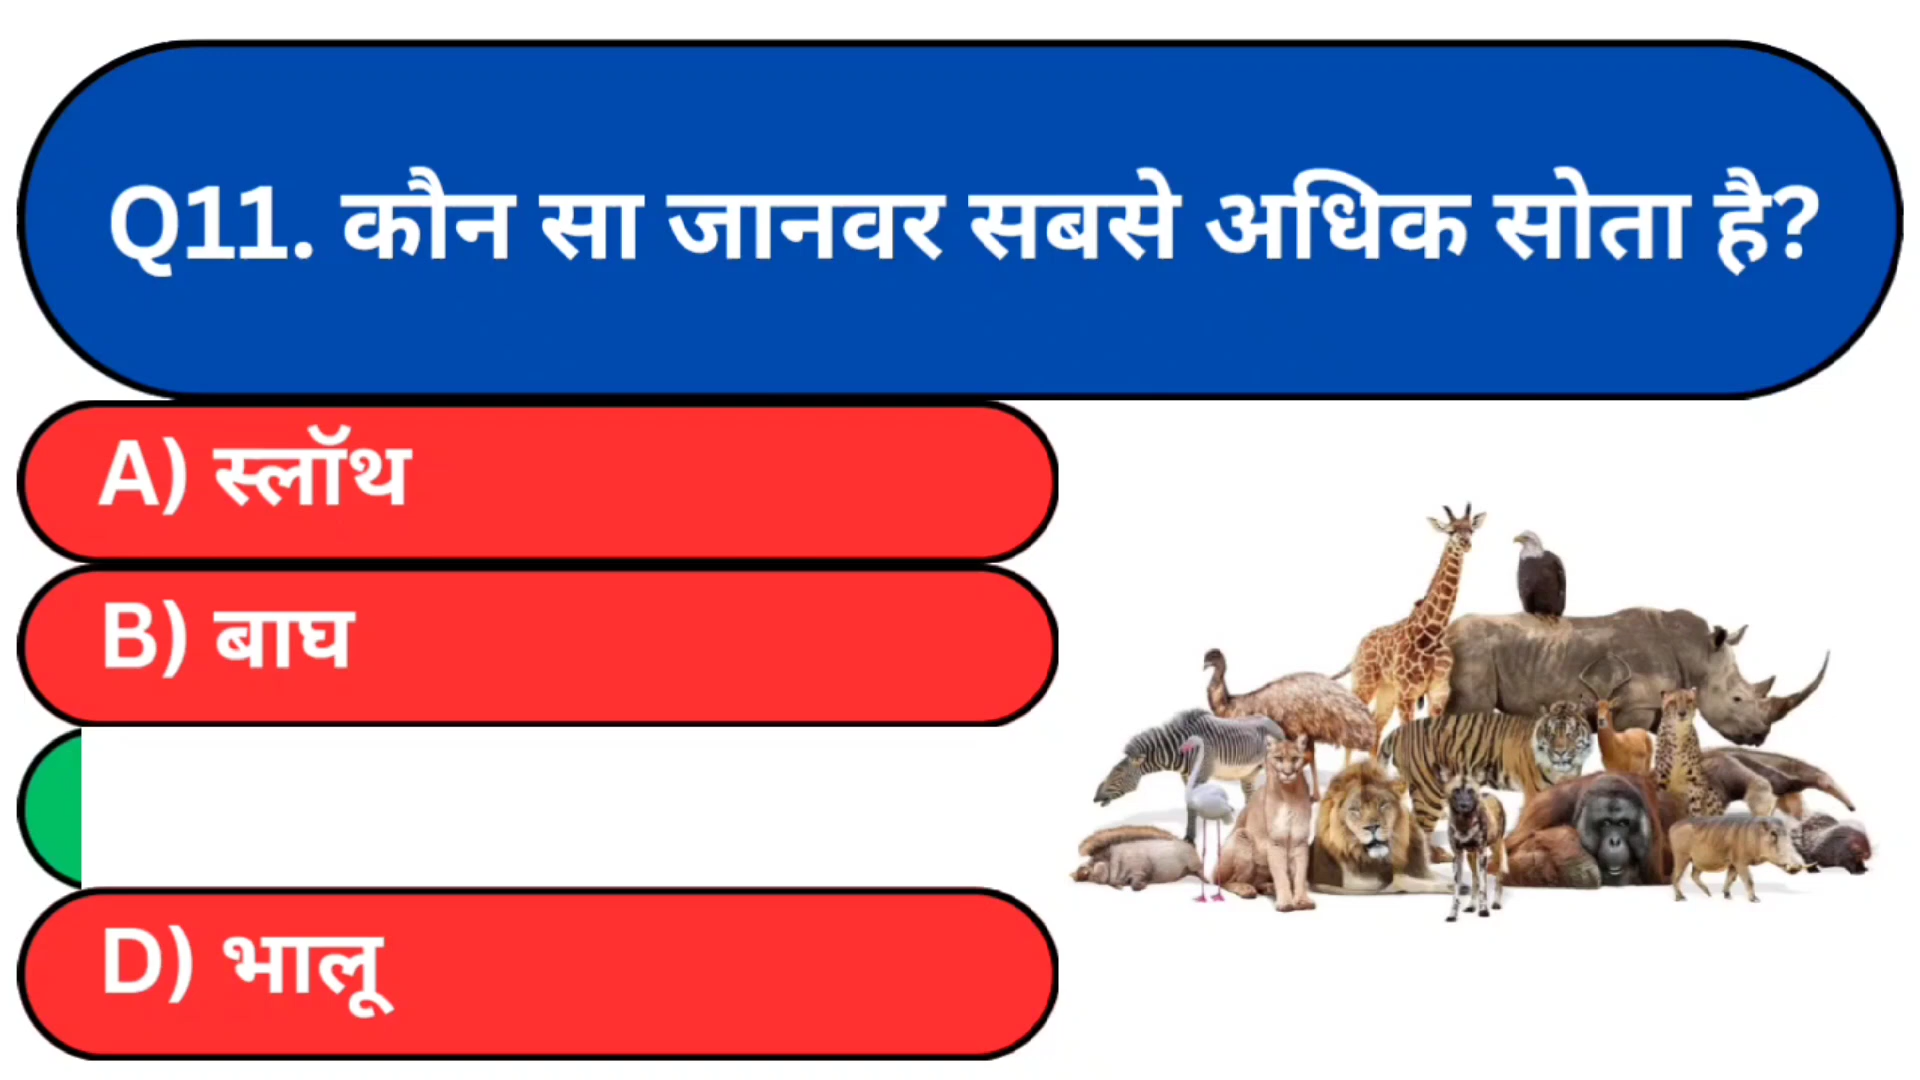 Q11. कौन सा जानवर सबसे अधिक सोता है?
A) स्लॉथ
B) बाघ
D) भालू